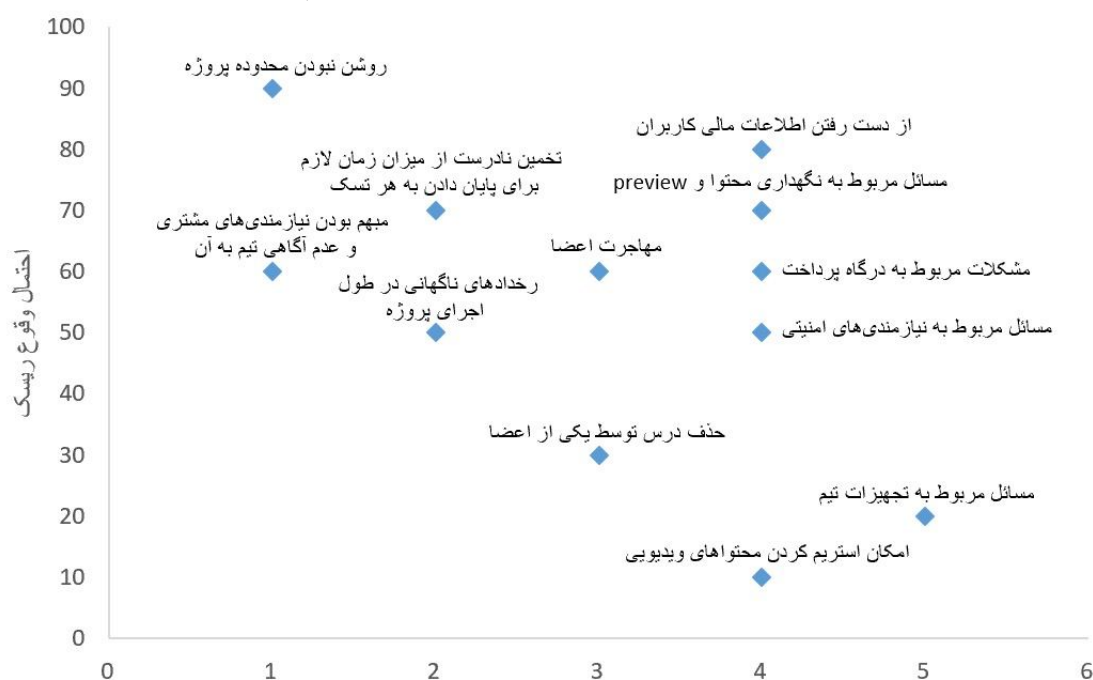 100
روشن نبودن محدوده پروژه
90
از دست رفتن اطلاعات مالی کاربران
80
تخمین نادرست از میزان زمان لازم
برای پایان دادن به هر تسک
مسائل مربوط به نگهداری محتوا و preview
70
مبهم بودن نیازمندی‌های مشتری
و عدم آگاهی تیم به آن
مهاجرت اعضا
60
مشکلات مربوط به درگاه پرداخت
رخدادهای ناگهانی در طول
اجرای پروژه
50
مسائل مربوط به نیازمندی‌های امنیتی
احتمال وقوع ریسک
40
حذف درس توسط یکی از اعضا
30
مسائل مربوط به تجهیزات تیم
20
امکان استریم کردن محتواهای ویدیویی
10
0
0 1 2 3 4 5 6